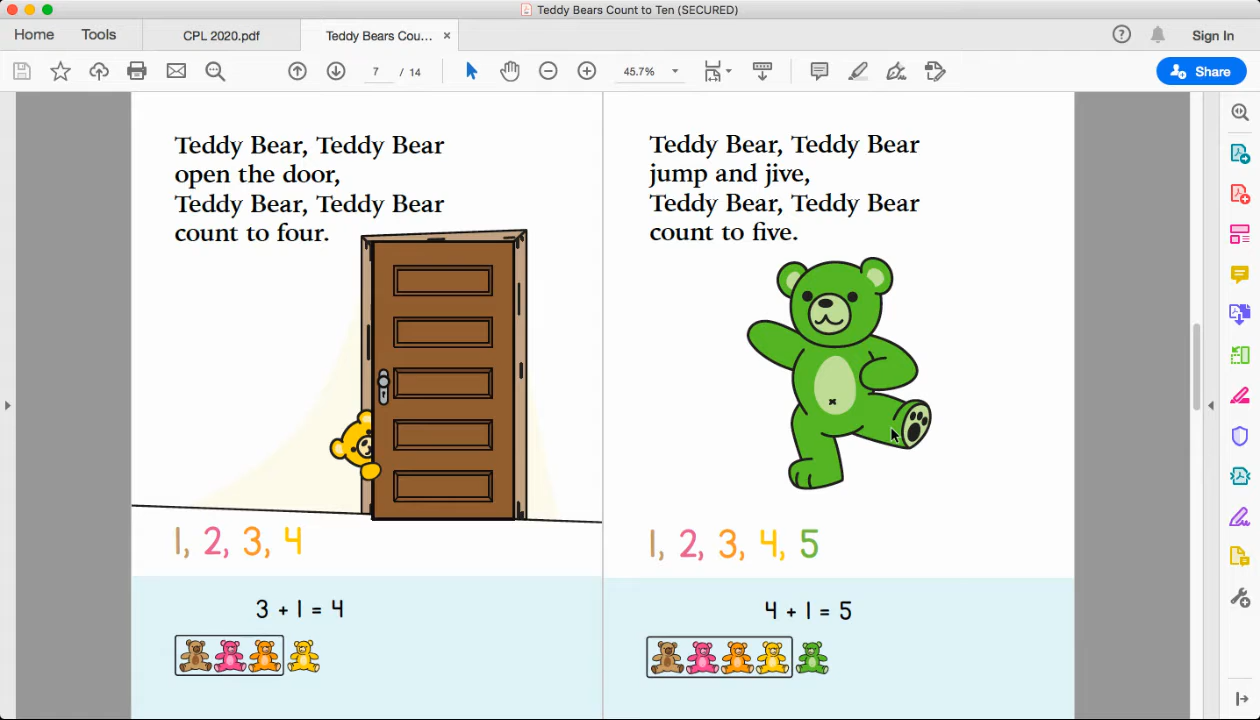 Teddy Bears Count to Ten (SECURED)
Home
Tools
CPL 2020.pdf
Teddy Bears Cou... ×
Sign In
7 / 14
45.7%
Share
Teddy Bear, Teddy Bear
open the door,
Teddy Bear, Teddy Bear
count to four.
1, 2, 3, 4
3 + 1 = 4
Teddy Bear, Teddy Bear
jump and jive,
Teddy Bear, Teddy Bear
count to five.
1, 2, 3, 4, 5
4 + 1 = 5